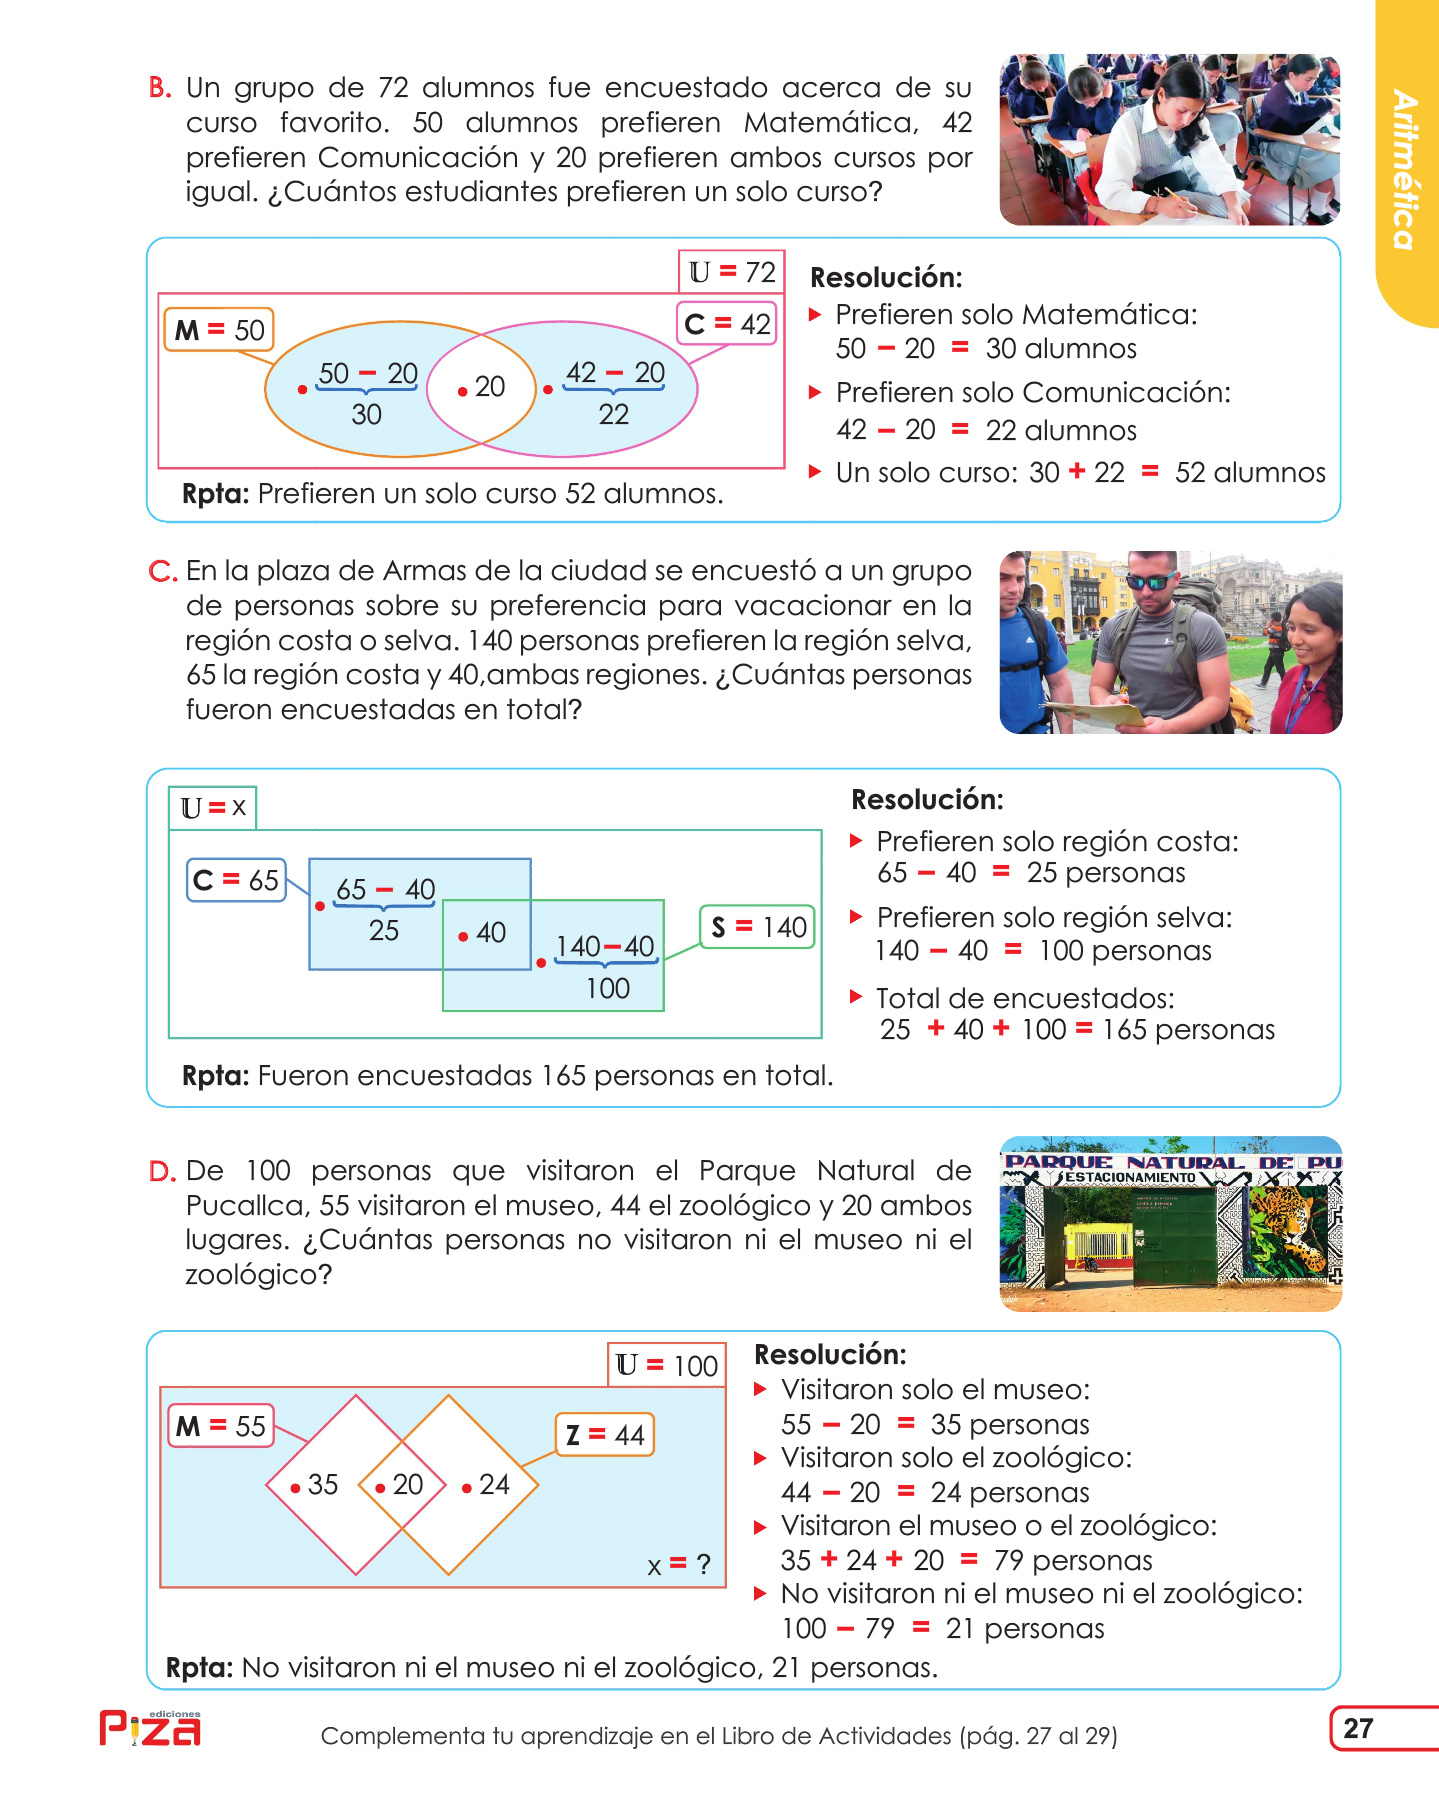 Aritmética
B. Un grupo de 72 alumnos fue encuestado acerca de su
curso favorito. 50 alumnos prefieren Matemática, 42
prefieren Comunicación y 20 prefieren ambos cursos por
igual. ¿Cuántos estudiantes prefieren un solo curso?
𝕌 = 72
M = 50
C = 42
50 − 20
30
20
42 − 20
22
Rpta: Prefieren un solo curso 52 alumnos.
Resolución:
Prefieren solo Matemática:
50 − 20 = 30 alumnos
Prefieren solo Comunicación:
42 − 20 = 22 alumnos
Un solo curso: 30 + 22 = 52 alumnos
C. En la plaza de Armas de la ciudad se encuestó a un grupo
de personas sobre su preferencia para vacacionar en la
región costa o selva. 140 personas prefieren la región selva,
65 la región costa y 40,ambas regiones. ¿Cuántas personas
fueron encuestadas en total?
𝕌 = x
C = 65
65 − 40
25
40
140−40
100
S = 140
Rpta: Fueron encuestadas 165 personas en total.
Resolución:
Prefieren solo región costa:
65 − 40 = 25 personas
Prefieren solo región selva:
140 − 40 = 100 personas
Total de encuestados:
25 + 40 + 100 = 165 personas
D. De 100 personas que visitaron el Parque Natural de
Pucallca, 55 visitaron el museo, 44 el zoológico y 20 ambos
lugares. ¿Cuántas personas no visitaron ni el museo ni el
zoológico?
PARQUE NATURAL DE PU
ESTACIONAMIENTO
𝕌 = 100
M = 55
Z = 44
35
20
24
x = ?
Resolución:
Visitaron solo el museo:
55 − 20 = 35 personas
Visitaron solo el zoológico:
44 − 20 = 24 personas
Visitaron el museo o el zoológico:
35 + 24 + 20 = 79 personas
No visitaron ni el museo ni el zoológico:
100 − 79 = 21 personas
Rpta: No visitaron ni el museo ni el zoológico, 21 personas.
ediciones
Piza
Complementa tu aprendizaje en el Libro de Actividades (pág. 27 al 29)
27